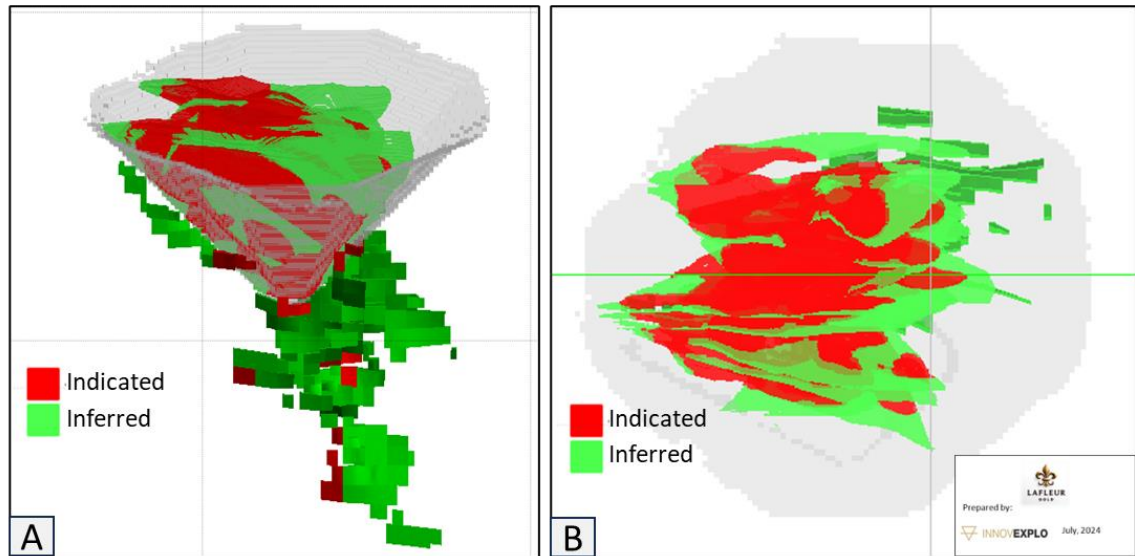 Indicated
Inferred
A
Indicated
Inferred
B
LAFLEUR
GOLD
Prepared by:
INNOVEXPLO July, 2024